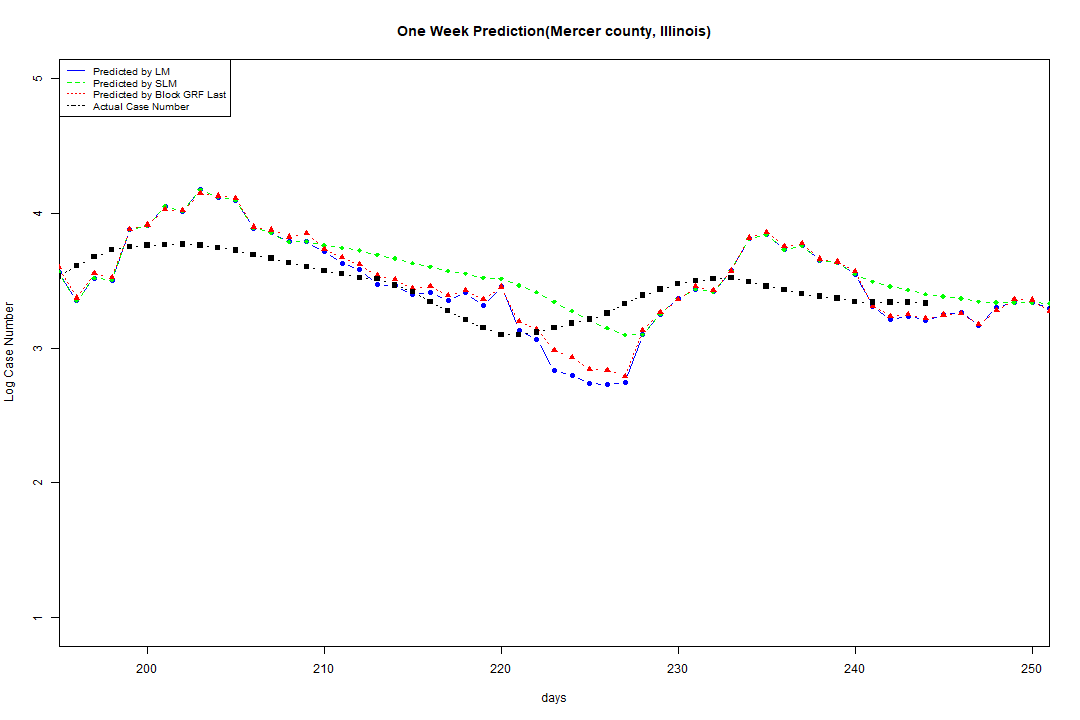 One Week Prediction(Mercer county, Illinois)
Predicted by LM
Predicted by SLM
Predicted by Block GRF Last
Actual Case Number
5
4
3
2
1
Log Case Number
200 210 220 230 240 250
days